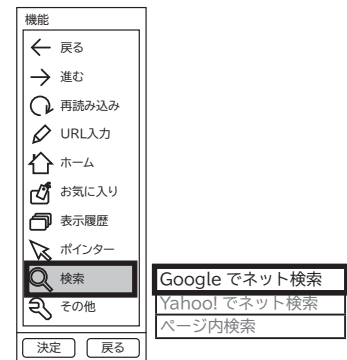 機能
戻る
進む
再読み込み
URL入力
ホーム
お気に入り
表示履歴
ポインター
検索
その他
決定 戻る
Google でネット検索
Yahoo! でネット検索
ページ内検索